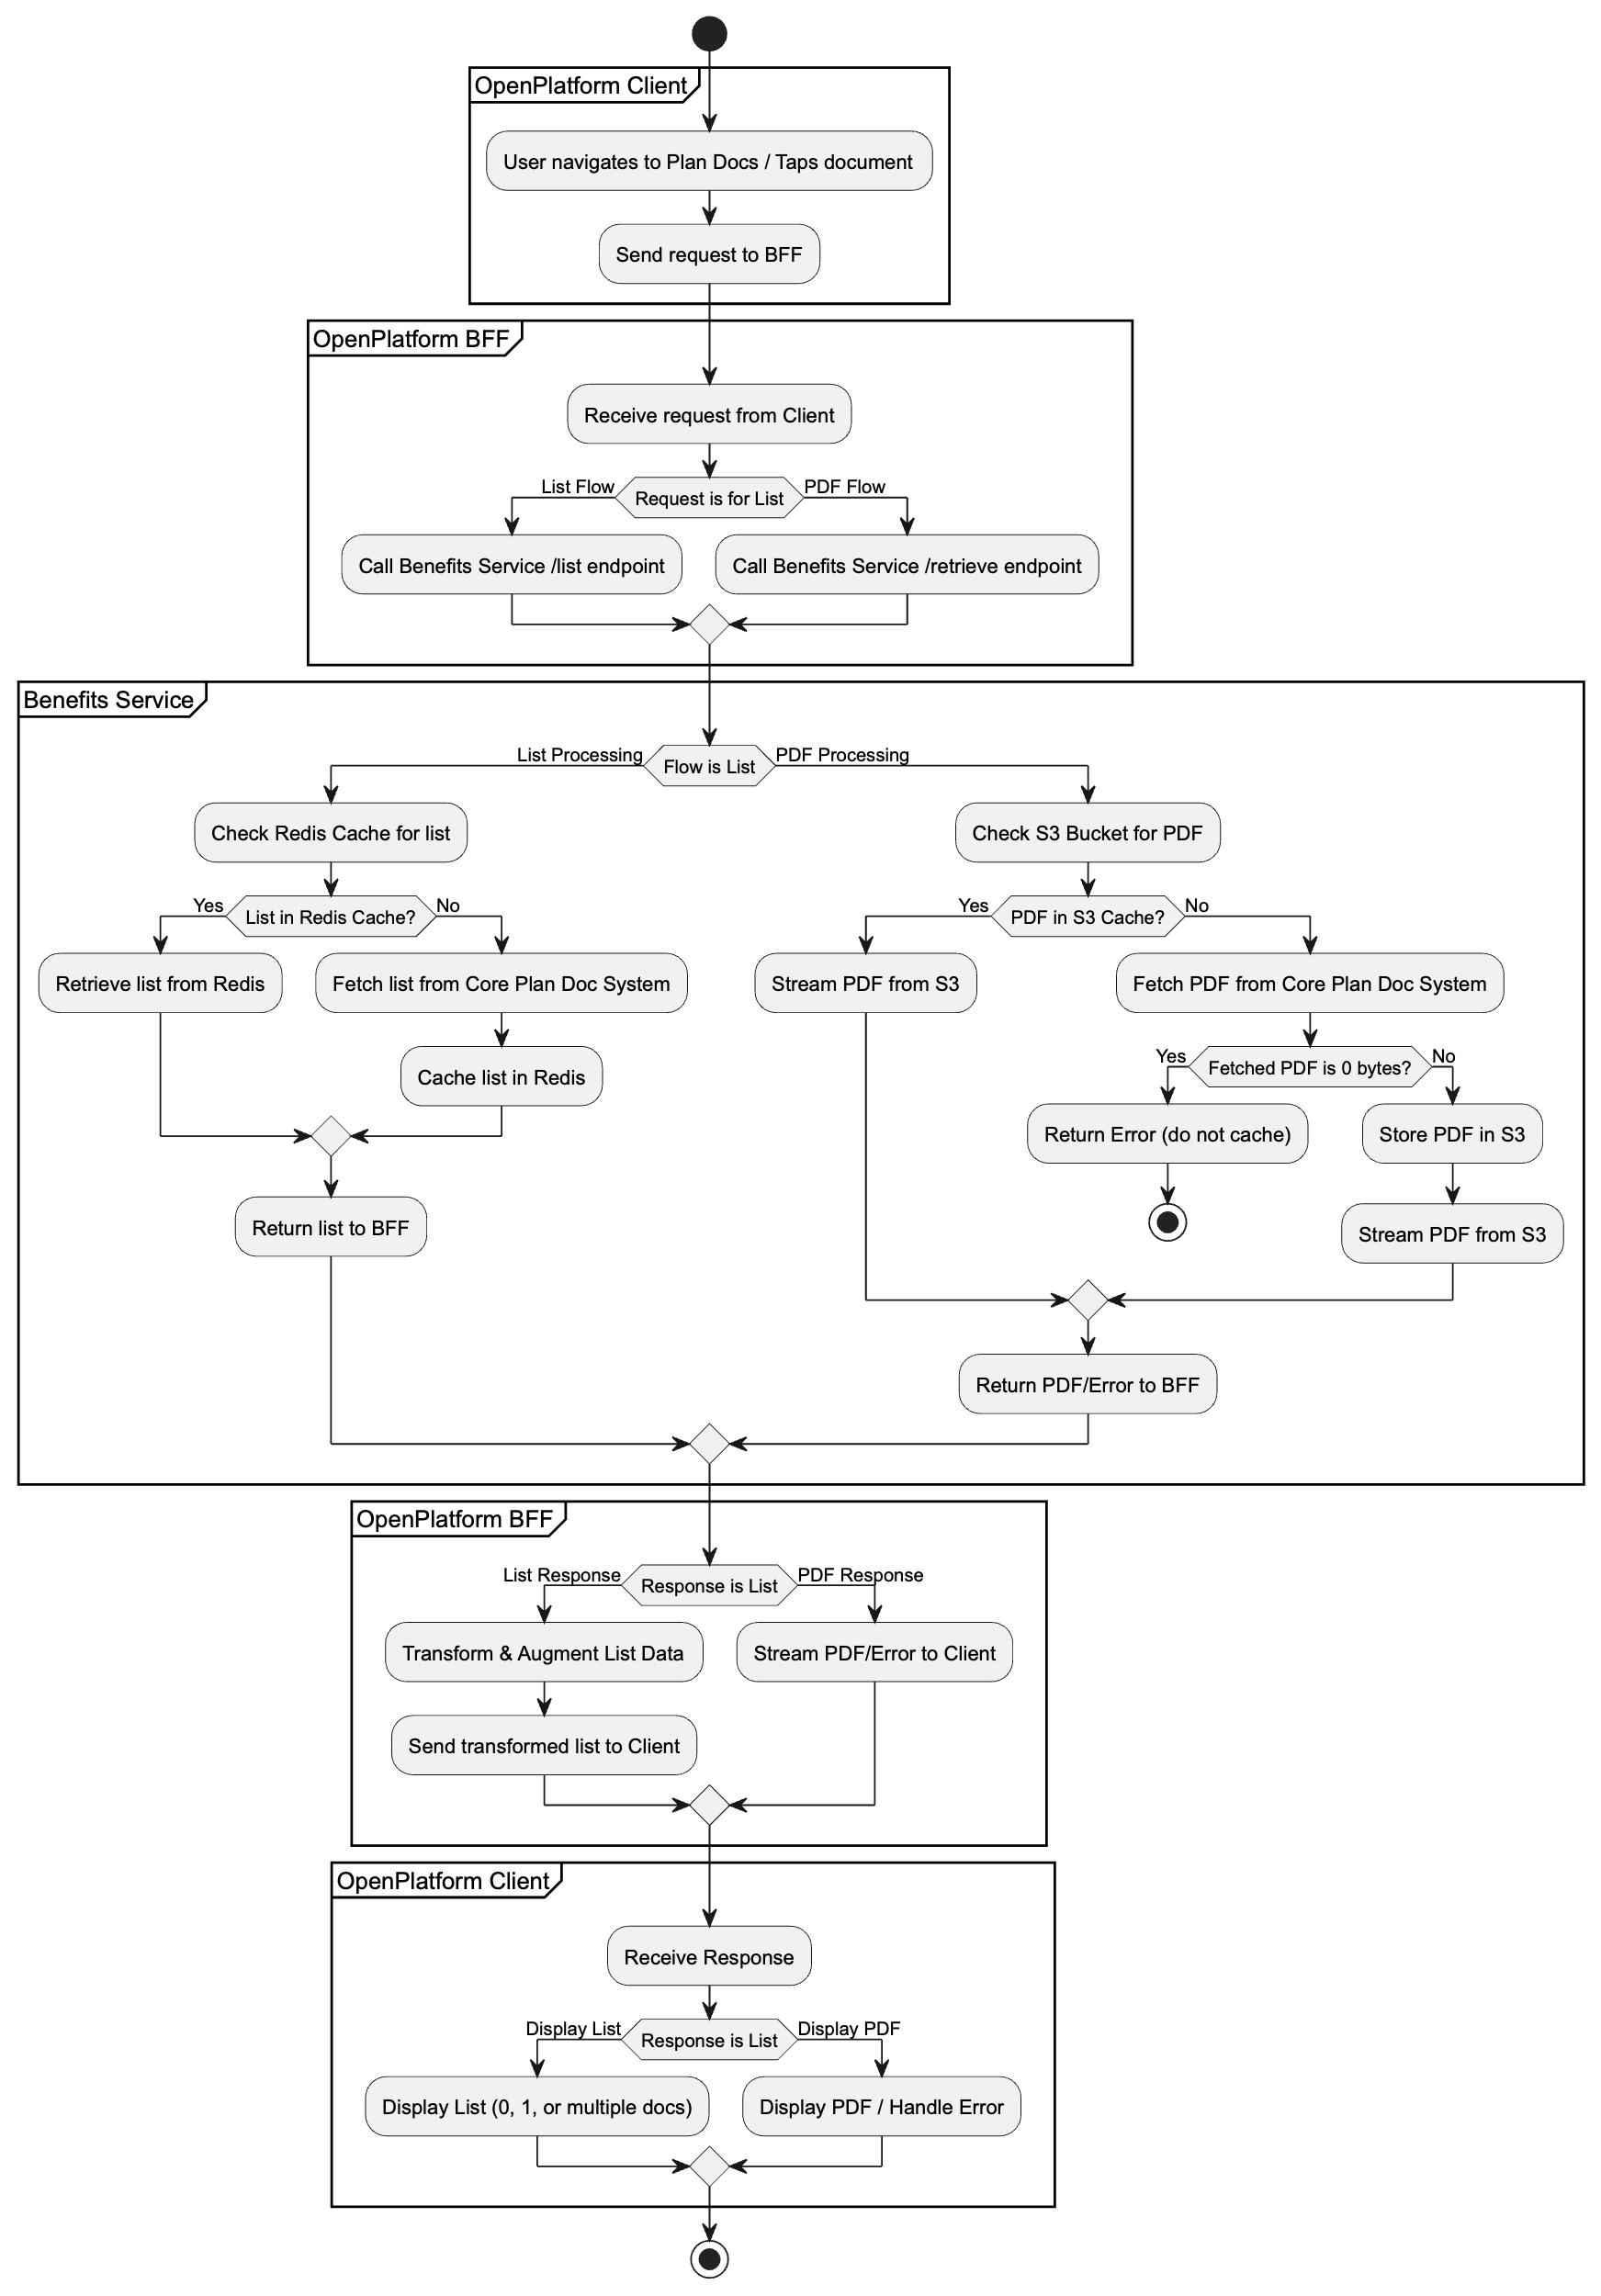 OpenPlatform Client
User navigates to Plan Docs / Taps document
Send request to BFF
OpenPlatform BFF
Receive request from Client
List Flow
Request is for List
PDF Flow
Call Benefits Service /list endpoint
Call Benefits Service /retrieve endpoint
Benefits Service
List Processing
Flow is List
PDF Processing
Check Redis Cache for list
Check S3 Bucket for PDF
Yes
List in Redis Cache?
No
Yes
PDF in S3 Cache?
No
Retrieve list from Redis
Fetch list from Core Plan Doc System
Stream PDF from S3
Fetch PDF from Core Plan Doc System
Cache list in Redis
Yes
Fetched PDF is 0 bytes?
No
Return Error (do not cache)
Store PDF in S3
Return list to BFF
Stream PDF from S3
Return PDF/Error to BFF
OpenPlatform BFF
List Response
Response is List
PDF Response
Transform & Augment List Data
Stream PDF/Error to Client
Send transformed list to Client
OpenPlatform Client
Receive Response
Display List
Response is List
Display PDF
Display List (0, 1, or multiple docs)
Display PDF / Handle Error